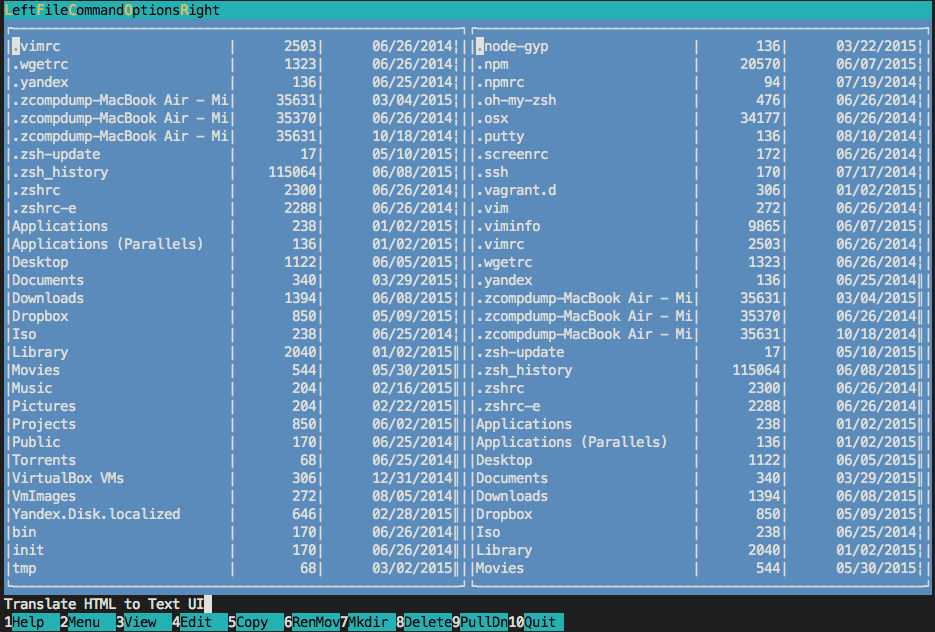 LeftFileCommandOptionsRight
.vimrc | 2503| 06/26/2014 .node-gyp | 136| 03/22/2015
.wgetrc | 1323| 06/26/2014 .npm | 20570| 06/07/2015
.yandex | 136| 06/25/2014 .npmrc | 94| 07/19/2014
.zcompdump-MacBook Air - Mi| 35631| 03/04/2015 .oh-my-zsh | 476| 06/26/2014
.zcompdump-MacBook Air - Mi| 35370| 06/26/2014 .osx | 34177| 06/26/2014
.zcompdump-MacBook Air - Mi| 35631| 10/18/2014 .putty | 136| 08/10/2014
.zsh-update | 17| 05/10/2015 .screenrc | 172| 06/26/2014
.zsh_history | 115064| 06/08/2015 .ssh | 170| 07/17/2014
.zshrc | 2300| 06/26/2014 .vagrant.d | 306| 01/02/2015
.zshrc-e | 2288| 06/26/2014 .vim | 272| 06/26/2014
Applications | 238| 01/02/2015 .viminfo | 9865| 06/07/2015
Applications (Parallels) | 136| 01/02/2015 .vimrc | 2503| 06/26/2014
Desktop | 1122| 06/05/2015 .wgetrc | 1323| 06/26/2014
Documents | 340| 03/29/2015 .yandex | 136| 06/25/2014
Downloads | 1394| 06/08/2015 .zcompdump-MacBook Air - Mi| 35631| 03/04/2015
Dropbox | 850| 05/09/2015 .zcompdump-MacBook Air - Mi| 35370| 06/26/2014
Iso | 238| 06/25/2014 .zcompdump-MacBook Air - Mi| 35631| 10/18/2014
Library | 2040| 01/02/2015 .zsh-update | 17| 05/10/2015
Movies | 544| 05/30/2015 .zsh_history | 115064| 06/08/2015
Music | 204| 02/16/2015 .zshrc | 2300| 06/26/2014
Pictures | 204| 02/22/2015 .zshrc-e | 2288| 06/26/2014
Projects | 850| 06/02/2015 Applications | 238| 01/02/2015
Public | 170| 06/25/2014 Applications (Parallels) | 136| 01/02/2015
Torrents | 68| 06/25/2014 Desktop | 1122| 06/05/2015
VirtualBox VMs | 306| 12/31/2014 Documents | 340| 03/29/2015
VmImages | 272| 08/05/2014 Downloads | 1394| 06/08/2015
Yandex.Disk.localized | 646| 02/28/2015 Dropbox | 850| 05/09/2015
bin | 170| 06/26/2014 Iso | 238| 06/25/2014
init | 170| 06/26/2014 Library | 2040| 01/02/2015
tmp | 68| 03/02/2015 Movies | 544| 05/30/2015
Translate HTML to Text UI
1Help 2Menu 3View 4Edit 5Copy 6RenMov7Mkdir 8Delete9PullDn10Quit